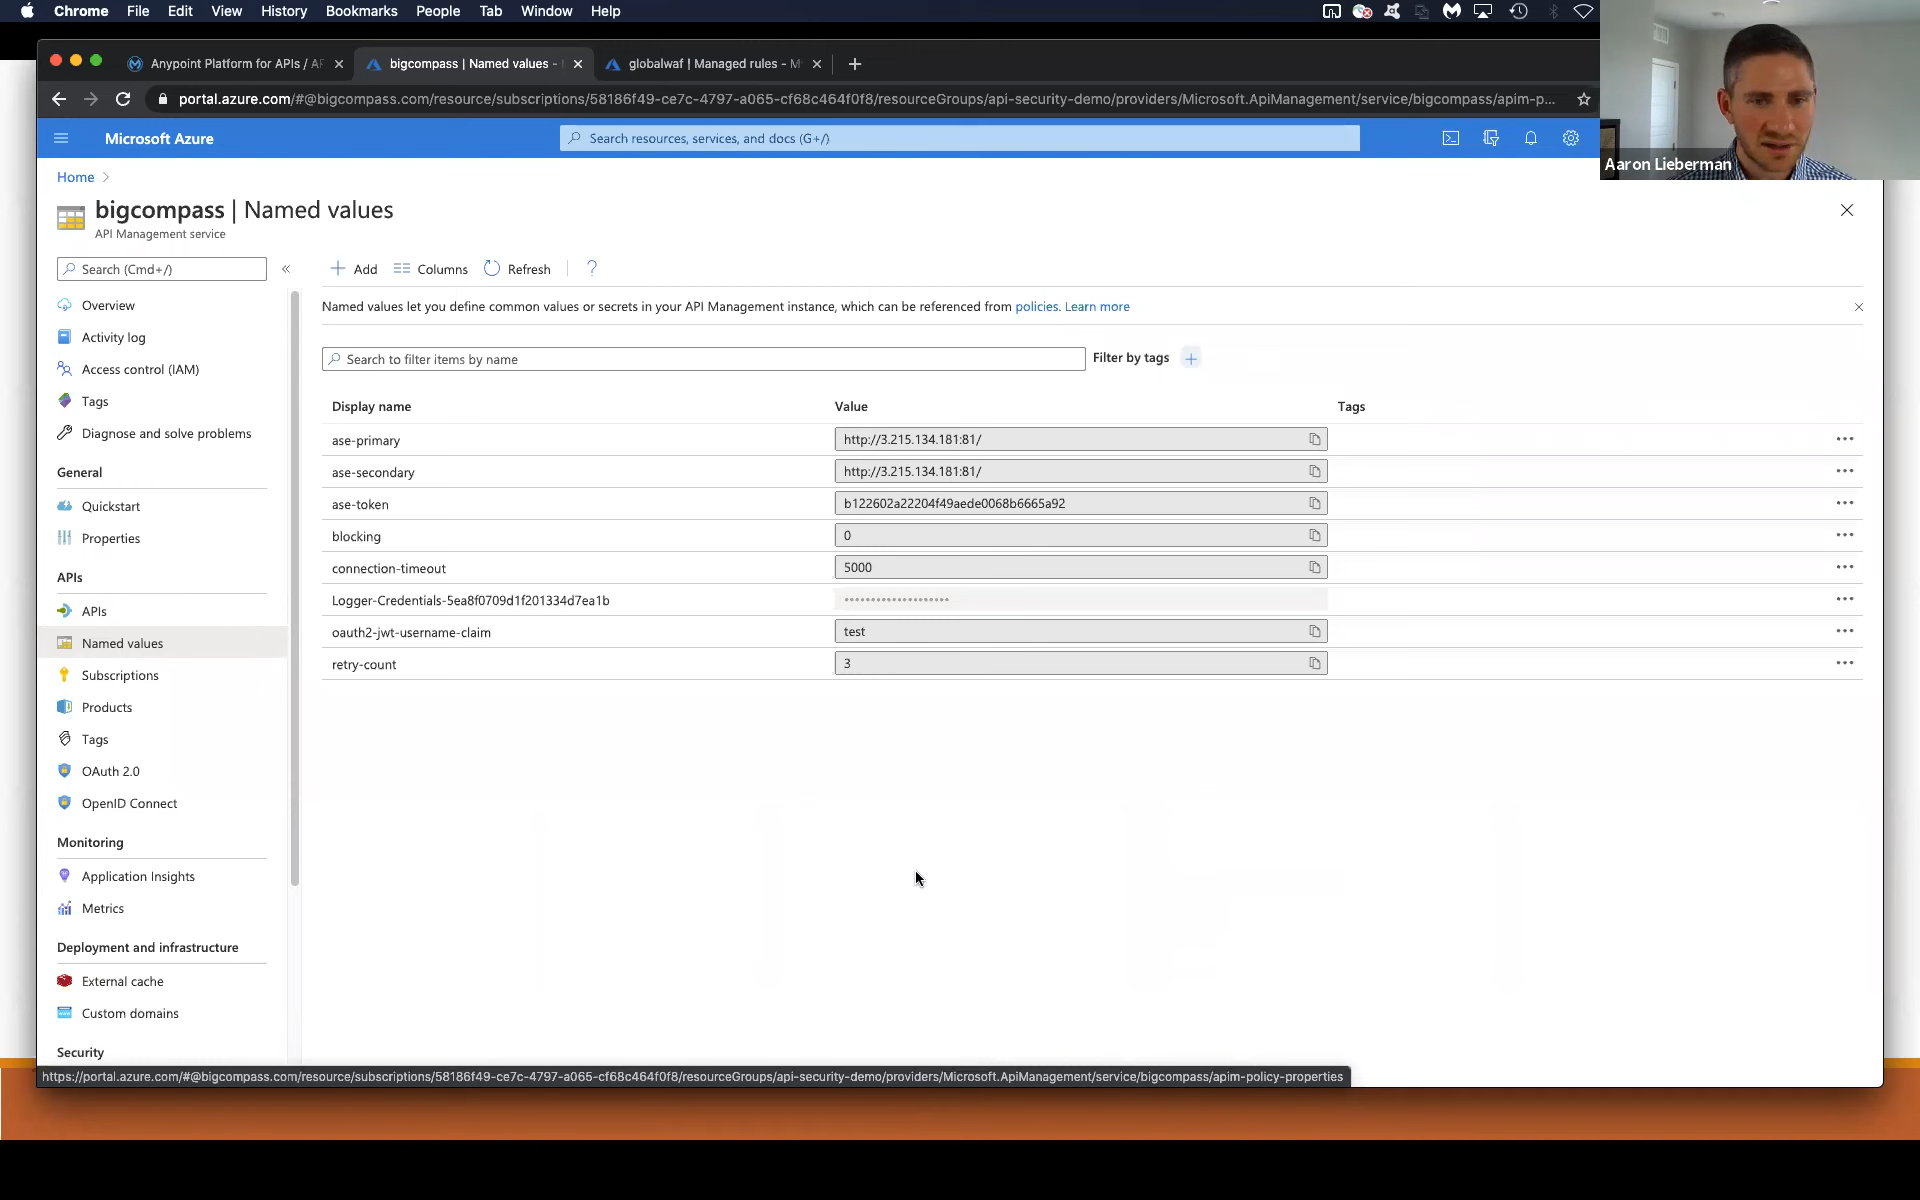 Chrome File Edit View History Bookmarks People Tab Window Help
Anypoint Platform for APIs / AP
bigcompass | Named values -
globalwaf | Managed rules - M
portal.azure.com/#@bigcompass.com/resource/subscriptions/58186f49-ce7c-4797-a065-cf68c464f0f8/resourceGroups/api-security-demo/providers/Microsoft.ApiManagement/service/bigcompass/apim-p...
Microsoft Azure
Search resources, services, and docs (G+/)
Aaron Lieberman
Home
bigcompass | Named values
API Management service
Search (Cmd+/)
Add Columns Refresh ?
Overview
Activity log
Access control (IAM)
Tags
Diagnose and solve problems
General
Quickstart
Properties
APIs
APIs
Named values
Subscriptions
Products
Tags
OAuth 2.0
OpenID Connect
Monitoring
Application Insights
Metrics
Deployment and infrastructure
External cache
Custom domains
Security
Named values let you define common values or secrets in your API Management instance, which can be referenced from policies. Learn more
Search to filter items by name
Filter by tags
Display name Value Tags
ase-primary http://3.215.134.181:81/
ase-secondary http://3.215.134.181:81/
ase-token b122602a22204f49aede0068b6665a92
blocking 0
connection-timeout 5000
Logger-Credentials-5ea8f0709d1f201334d7ea1b ••••••••••••••••••••
oauth2-jwt-username-claim test
retry-count 3
https://portal.azure.com/#@bigcompass.com/resource/subscriptions/58186f49-ce7c-4797-a065-cf68c464f0f8/resourceGroups/api-security-demo/providers/Microsoft.ApiManagement/service/bigcompass/apim-policy-properties